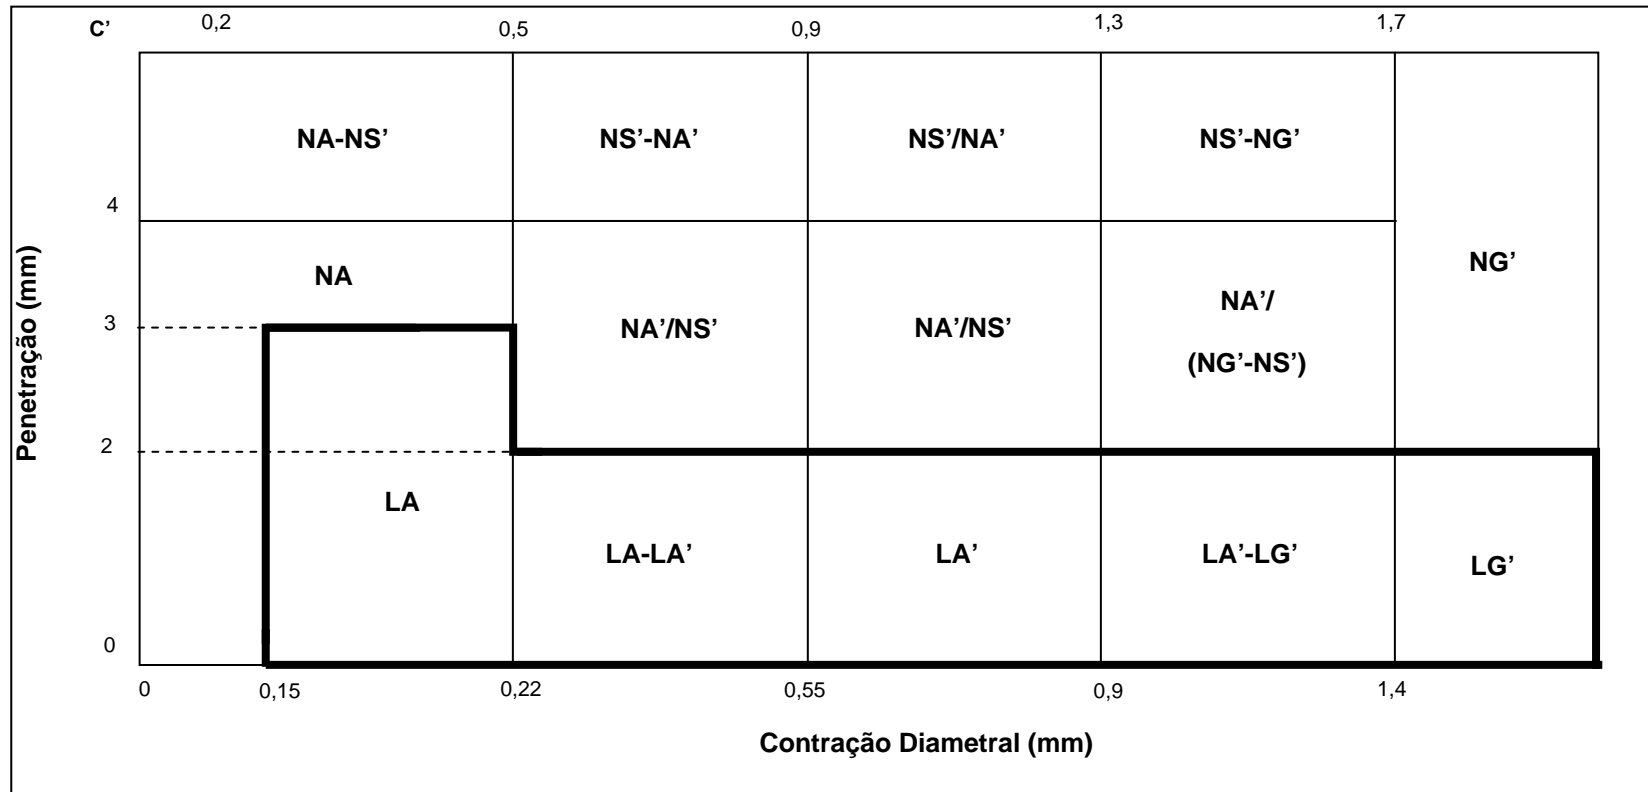 C’ 0,2 0,5 0,9 1,3 1,7
NA-NS’ NS’-NA’ NS’/NA’ NS’-NG’
4
NG’
NA
NA’/
3
NA’/NS’ NA’/NS’
(NG’-NS’)
Penetração (mm)
2
LA
LA-LA’ LA’ LA’-LG’ LG’
0
0 0,15 0,22 0,55 0,9 1,4
Contração Diametral (mm)